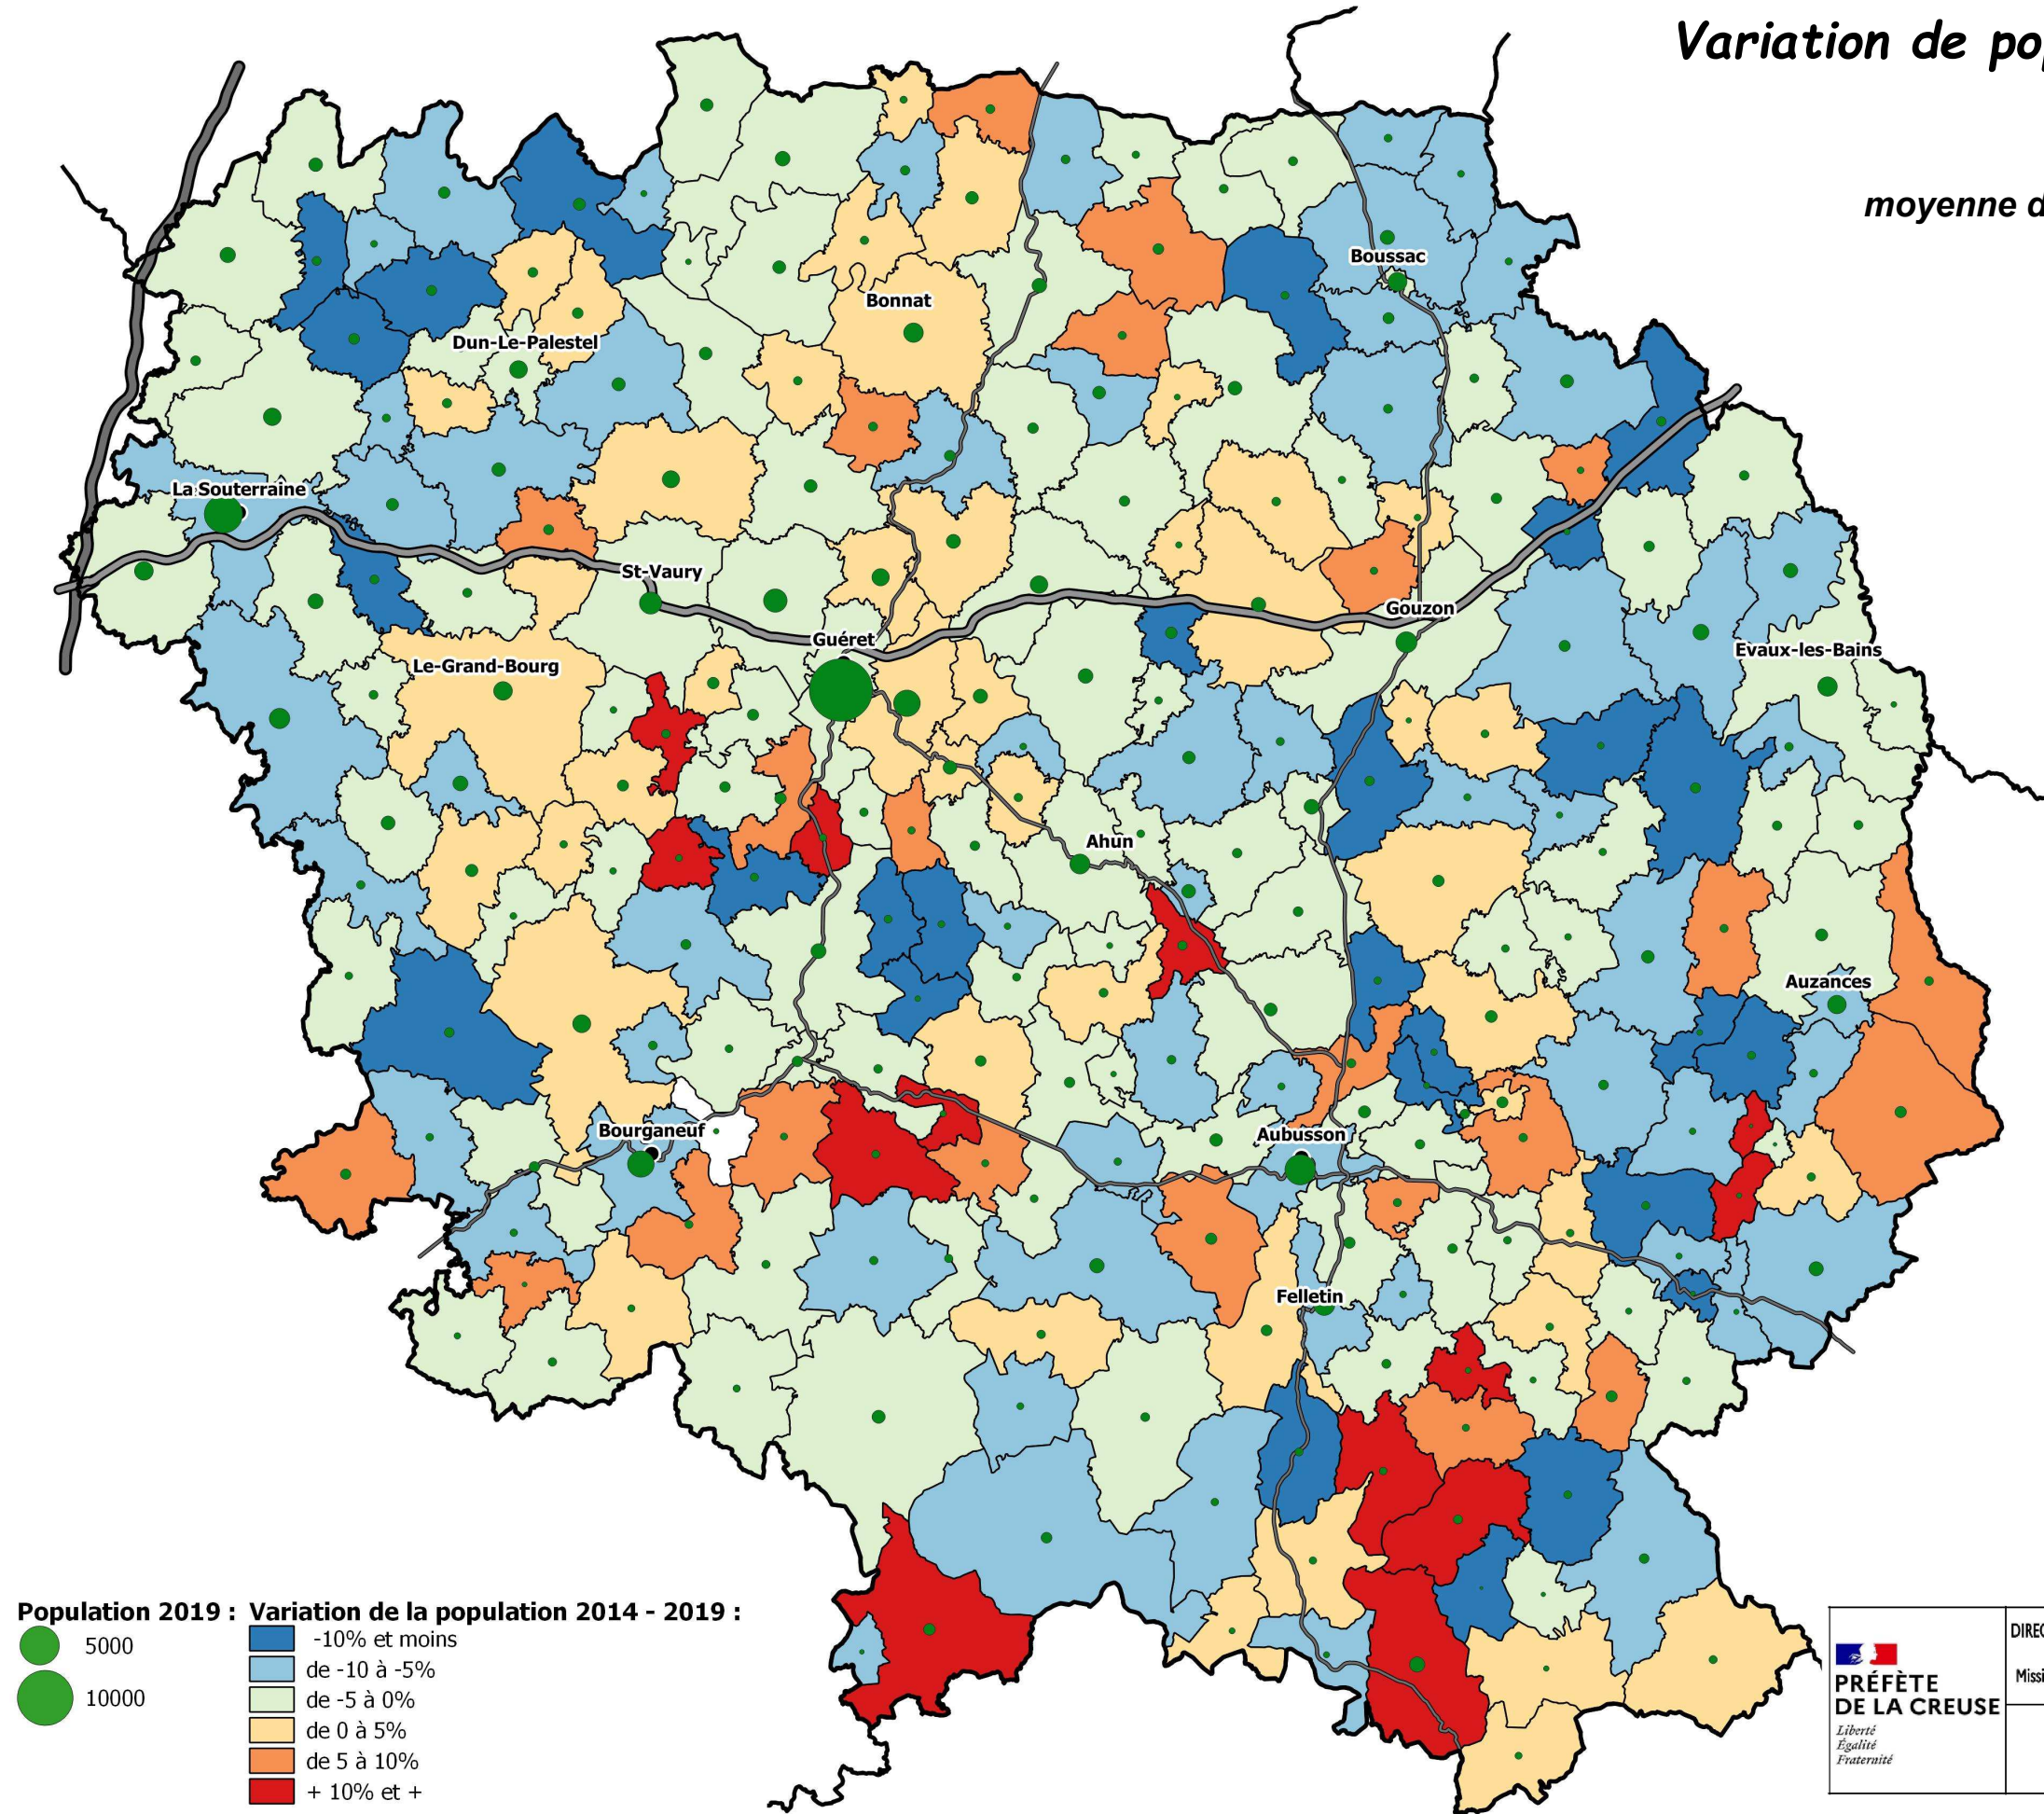 Variation de po
moyenne d
Boussac
Bonnat
Dun-Le-Palestel
La Souterraine
St-Vaury
Gouzon
Guéret
Evaux-les-Bains
Le-Grand-Bourg
Ahun
Auzances
Bourganeuf
Aubusson
Felletin
Population 2019 :
5000
10000
Variation de la population 2014 - 2019 :
-10% et moins
de -10 à -5%
de -5 à 0%
de 0 à 5%
de 5 à 10%
+ 10% et +
PRÉFÈTE
DE LA CREUSE
Liberté
Égalité
Fraternité
DIREC
Missi